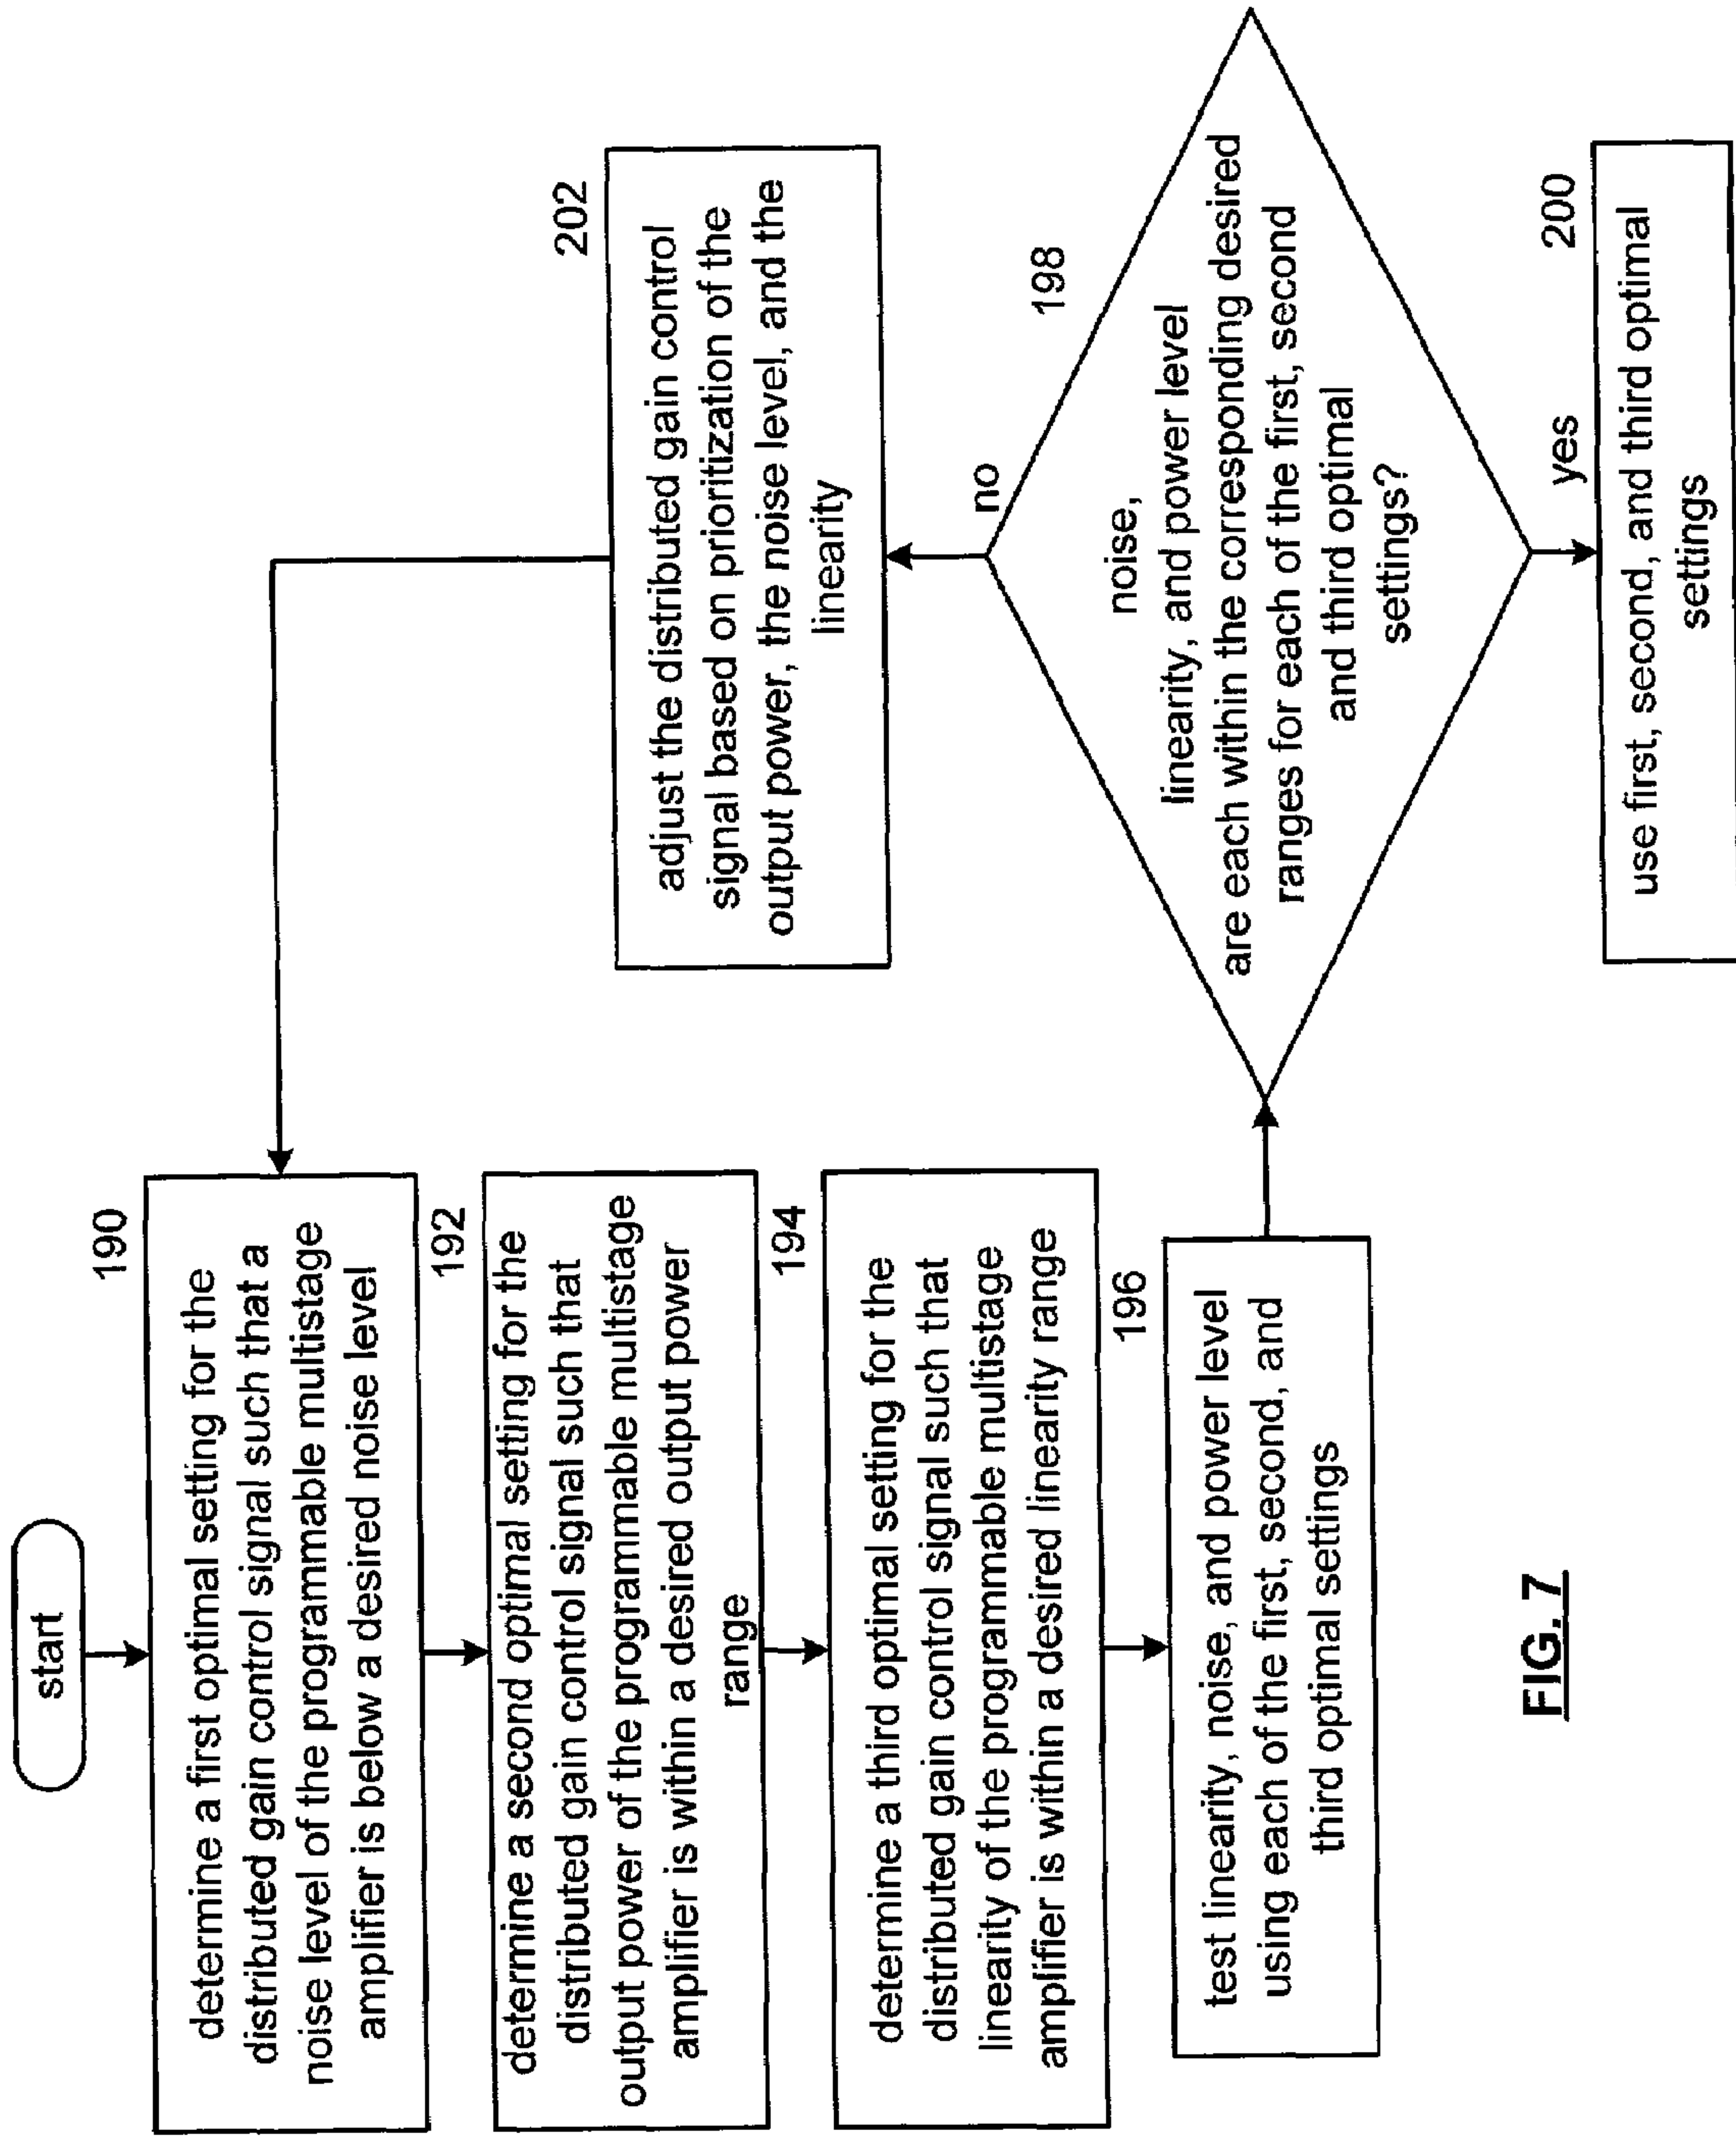 start
190
determine a first optimal setting for the
distributed gain control signal such that a
noise level of the programmable multistage
amplifier is below a desired noise level
192
determine a second optimal setting for the
distributed gain control signal such that
output power of the programmable multistage
amplifier is within a desired output power
range
194
determine a third optimal setting for the
distributed gain control signal such that
linearity of the programmable multistage
amplifier is within a desired linearity range
196
test linearity, noise, and power level
using each of the first, second, and
third optimal settings
202
adjust the distributed gain control
signal based on prioritization of the
output power, the noise level, and the
linearity
no
198
noise,
linearity, and power level
are each within the corresponding desired
ranges for each of the first, second
and third optimal
settings?
yes
200
use first, second, and third optimal
settings
FIG. 7